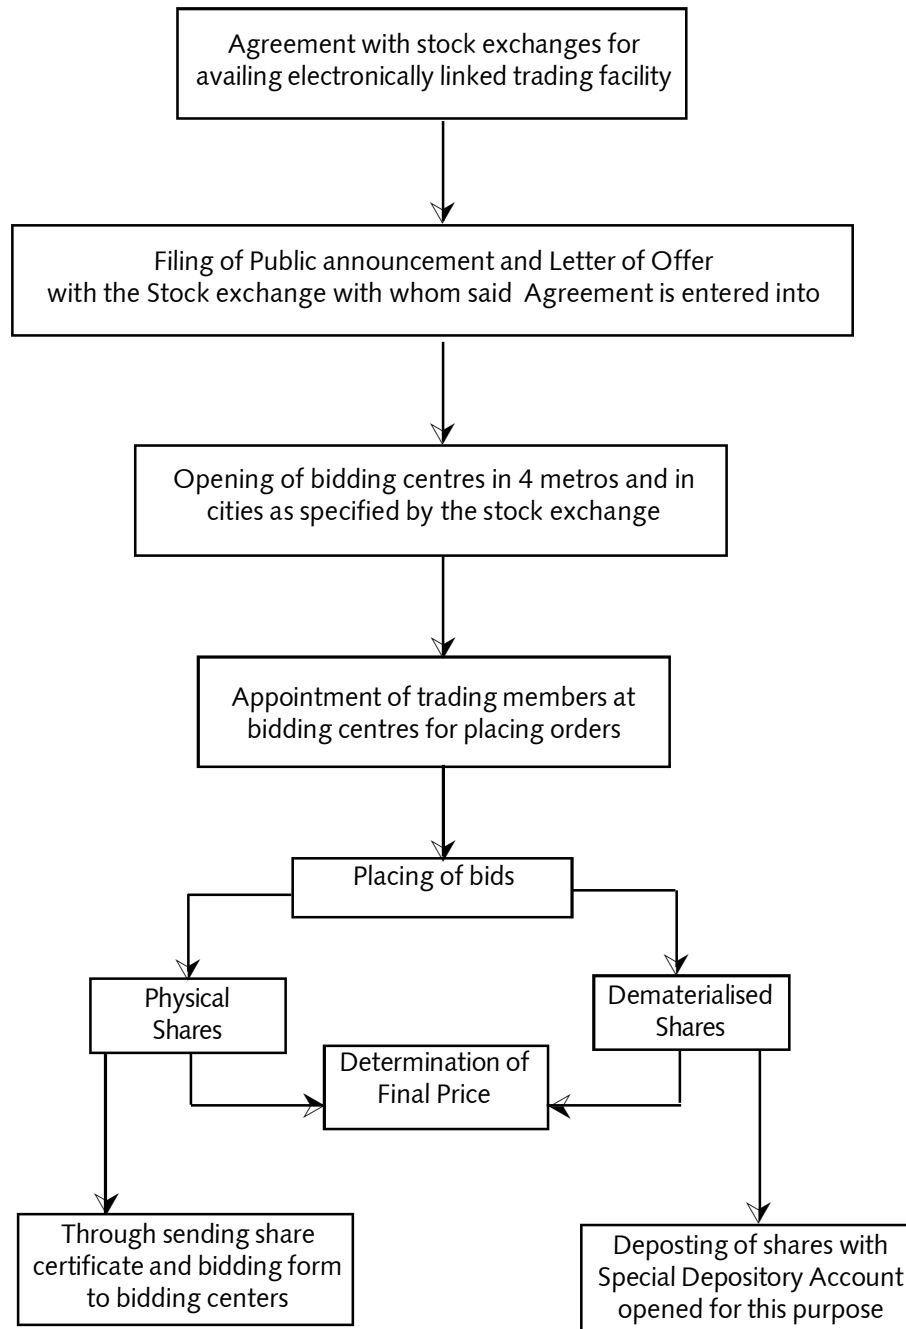 Agreement with stock exchanges for
availing electronically linked trading facility
Filing of Public announcement and Letter of Offer
with the Stock exchange with whom said Agreement is entered into
Opening of bidding centres in 4 metros and in
cities as specified by the stock exchange
Appointment of trading members at
bidding centres for placing orders
Placing of bids
Physical
Shares
Dematerialised
Shares
Determination of
Final Price
Through sending share
certificate and bidding form
to bidding centers
Deposting of shares with
Special Depository Account
opened for this purpose